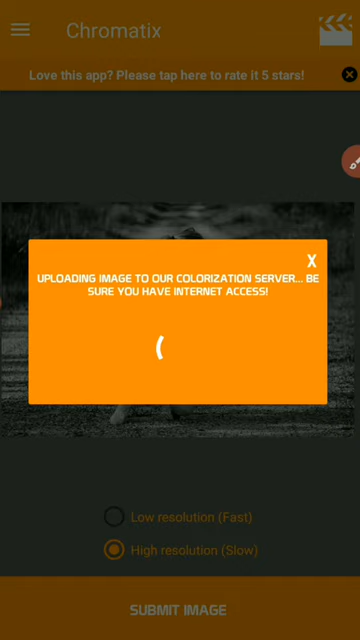 Chromatix
Love this app? Please tap here to rate it 5 stars!
X
UPLOADING IMAGE TO OUR COLORIZATION SERVER... BE
SURE YOU HAVE INTERNET ACCESS!
Low resolution (Fast)
High resolution (Slow)
SUBMIT IMAGE